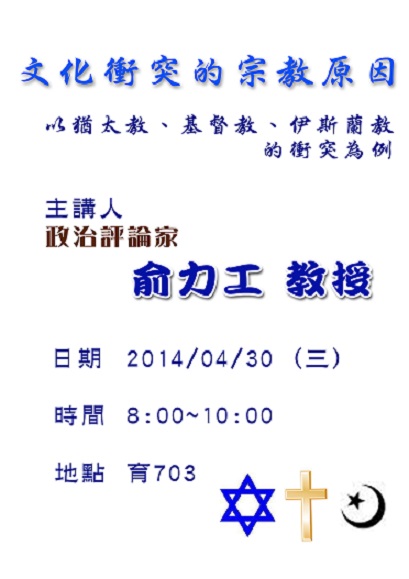 文化衝突的宗教原因
以猶太教、基督教、伊斯蘭教
的衝突為例
主講人
政治評論家
俞力工 教授
日期 2014/04/30 (三)
時間 8:00~10:00
地點 育703